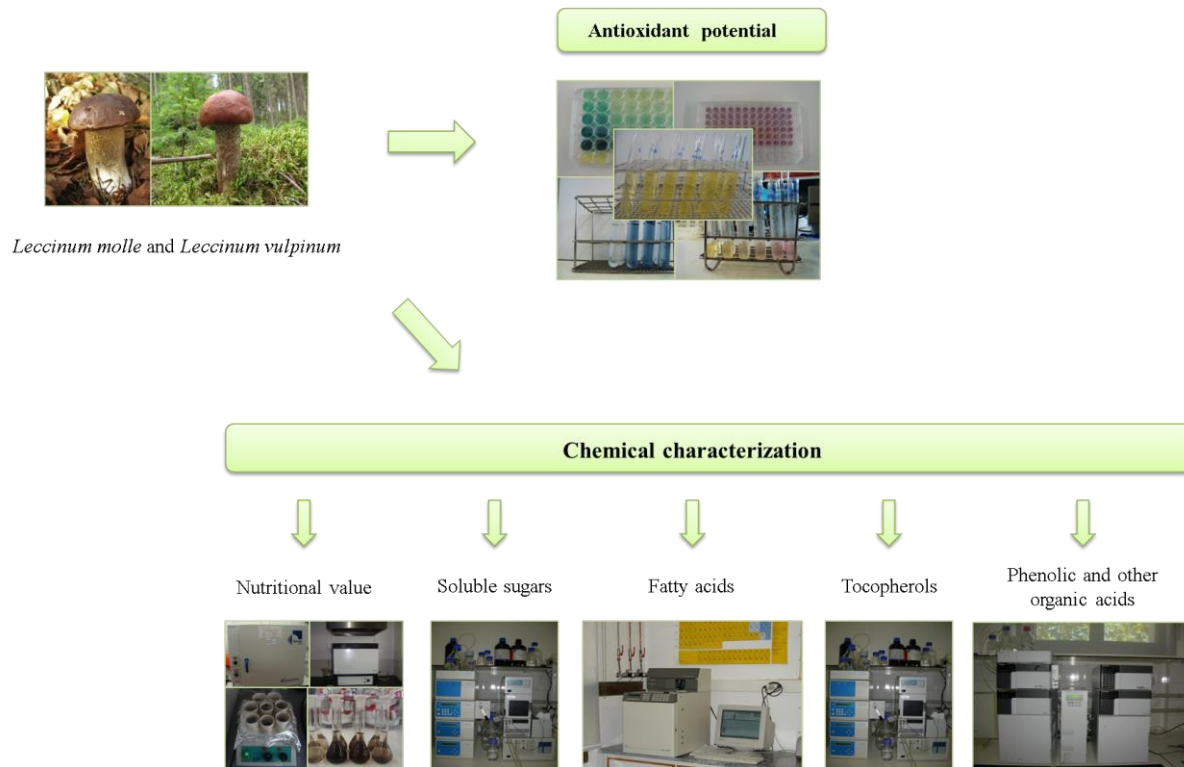 Antioxidant potential
Leccinum molle and Leccinum vulpinum
Chemical characterization
Nutritional value
Soluble sugars
Fatty acids
Tocopherols
Phenolic and other
organic acids